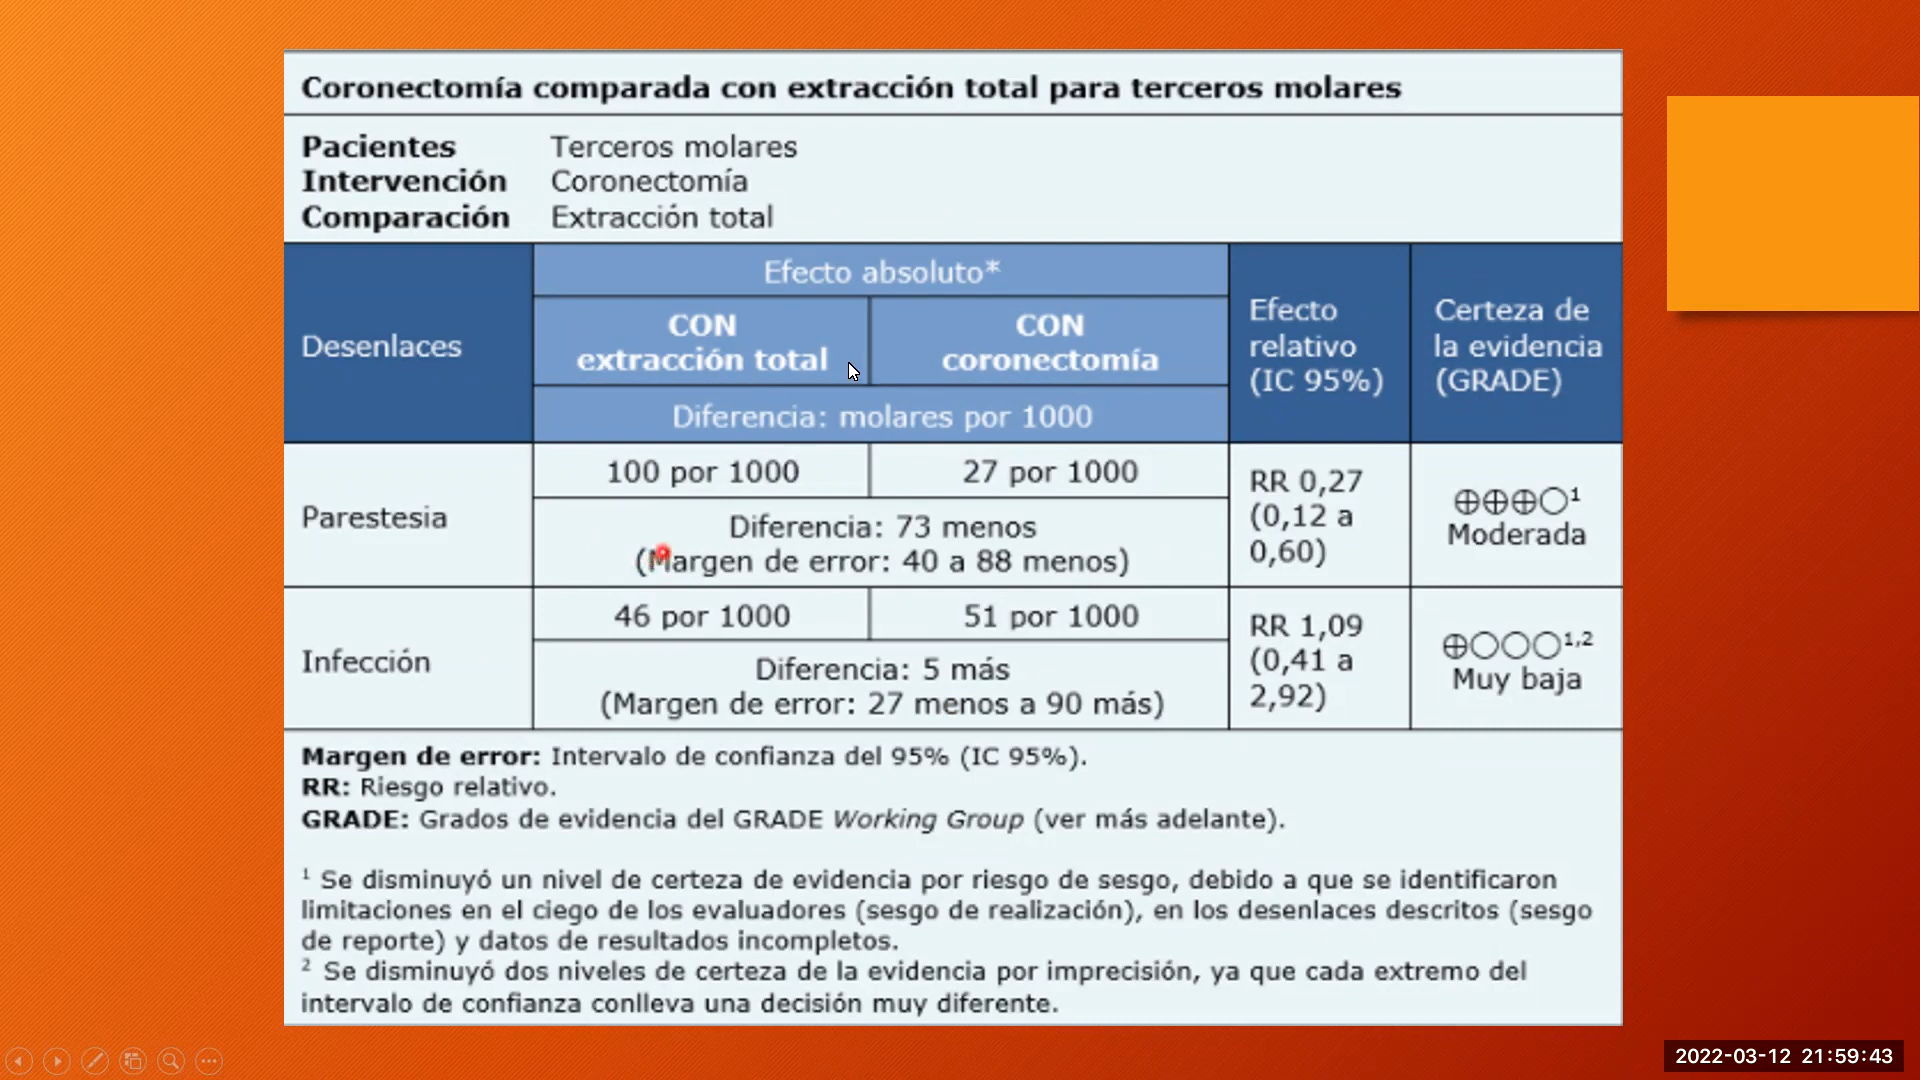 Coronectomía comparada con extracción total para terceros molares
Pacientes Terceros molares
Intervención Coronectomía
Comparación Extracción total
Desenlaces
Efecto absoluto*
CON
extracción total
CON
coronectomía
Diferencia: molares por 1000
Efecto
relativo
(IC 95%)
Certeza de
la evidencia
(GRADE)
Parestesia
100 por 1000
27 por 1000
Diferencia: 73 menos
(Margen de error: 40 a 88 menos)
RR 0,27
(0,12 a
0,60)
⊕⊕⊕○¹
Moderada
Infección
46 por 1000
51 por 1000
Diferencia: 5 más
(Margen de error: 27 menos a 90 más)
RR 1,09
(0,41 a
2,92)
⊕○○○¹,²
Muy baja
Margen de error: Intervalo de confianza del 95% (IC 95%).
RR: Riesgo relativo.
GRADE: Grados de evidencia del GRADE Working Group (ver más adelante).
¹ Se disminuyó un nivel de certeza de evidencia por riesgo de sesgo, debido a que se identificaron
limitaciones en el ciego de los evaluadores (sesgo de realización), en los desenlaces descritos (sesgo
de reporte) y datos de resultados incompletos.
² Se disminuyó dos niveles de certeza de la evidencia por imprecisión, ya que cada extremo del
intervalo de confianza conlleva una decisión muy diferente.
2022-03-12 21:59:43